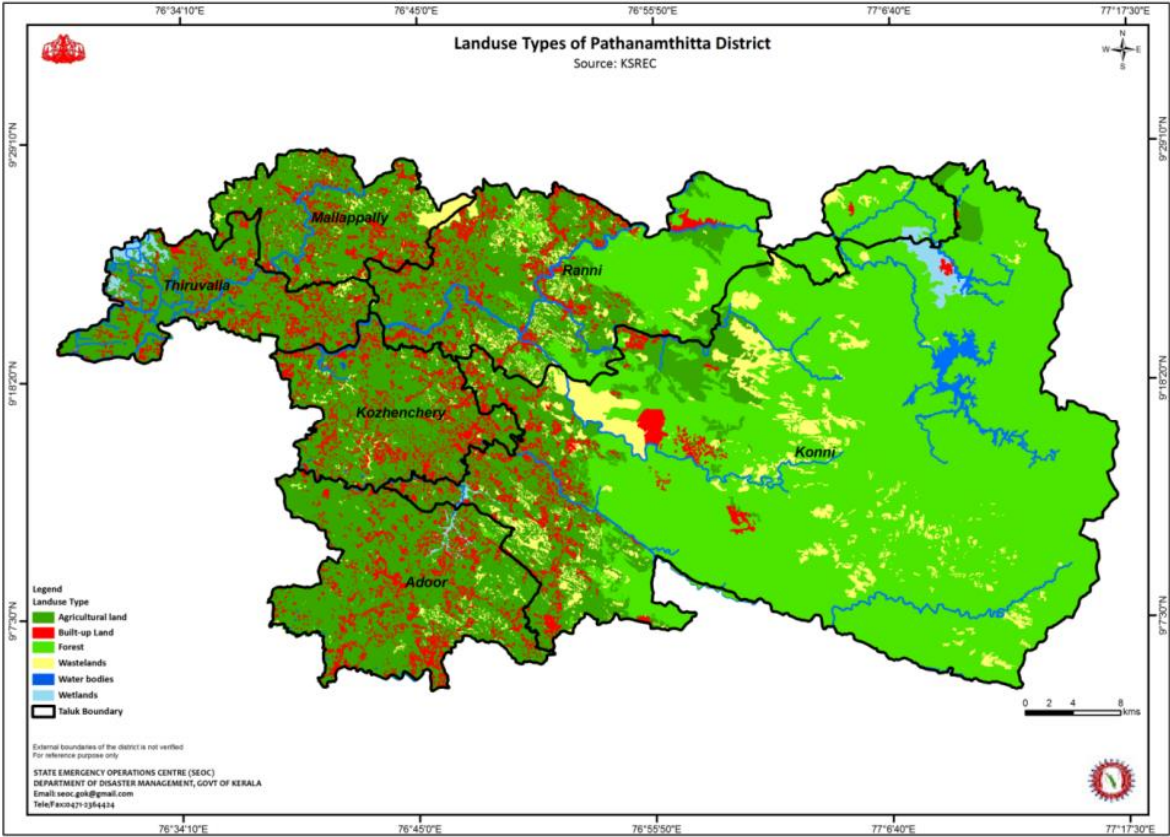 76°34'10"E 76°45'0"E 76°55'50"E 77°6'40"E 77°17'30"E
Landuse Types of Pathanamthitta District
Source: KSREC
N
W E
S
9°29'10"N 9°29'10"N
Mallappally
Ranni
Thiruvalla
9°18'20"N 9°18'20"N
Kozhenchery
Konni
Adoor
9°7'30"N 9°7'30"N
Legend
Landuse Type
Agricultural land
Built-up Land
Forest
Wastelands
Water bodies
Wetlands
Taluk Boundary
0 2 4 8
kms
External boundaries of the district is not verified
For reference purpose only
STATE EMERGENCY OPERATIONS CENTRE (SEOC)
DEPARTMENT OF DISASTER MANAGEMENT, GOVT OF KERALA
Email: seoc.gok@gmail.com
Tele/Fax:0471-2364424
76°34'10"E 76°45'0"E 76°55'50"E 77°6'40"E 77°17'30"E